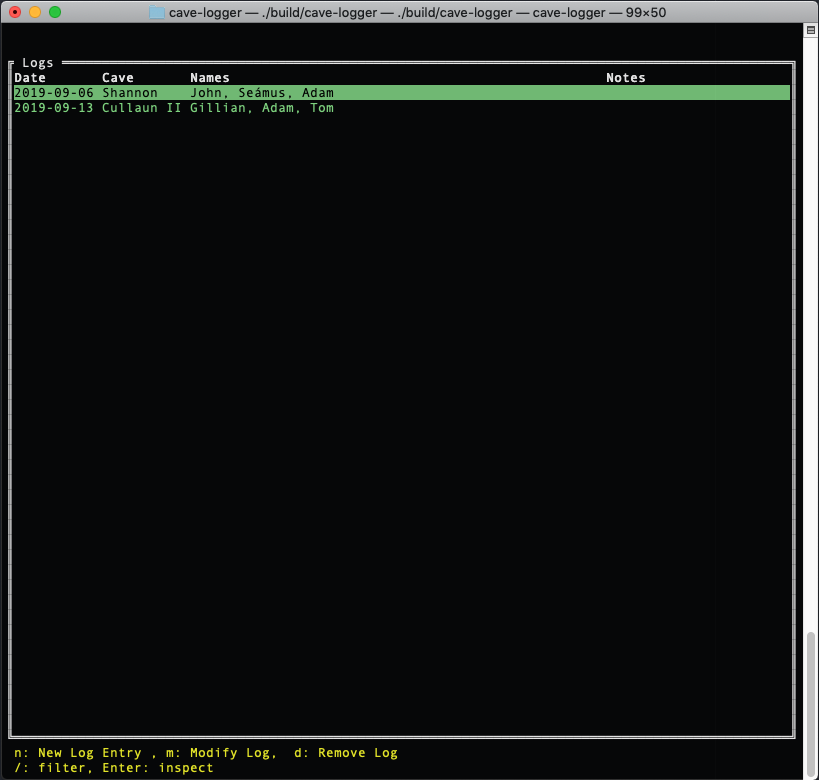 cave-logger — ./build/cave-logger — ./build/cave-logger — cave-logger — 99×50
Logs
Date Cave Names Notes
2019-09-06 Shannon John, Seámus, Adam
2019-09-13 Cullaun II Gillian, Adam, Tom
n: New Log Entry , m: Modify Log, d: Remove Log
/: filter, Enter: inspect